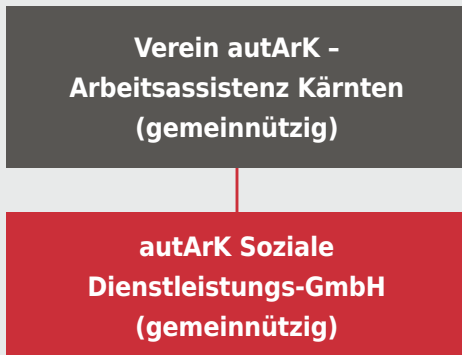 Verein autArK –
Arbeitsassistenz Kärnten
(gemeinnützig)
autArK Soziale
Dienstleistungs-GmbH
(gemeinnützig)